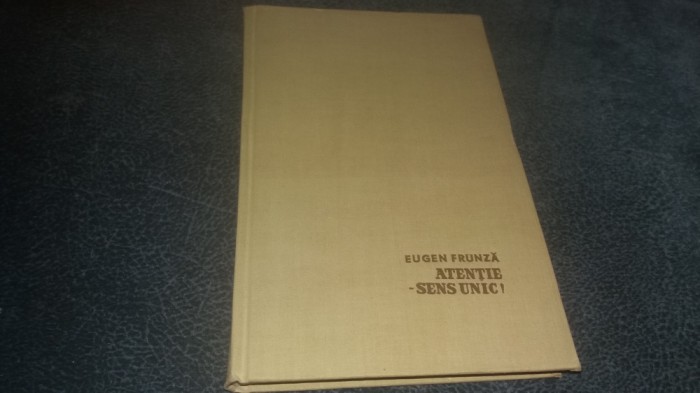 EUGEN FRUNZĂ
ATENȚIE
-SENS UNIC!